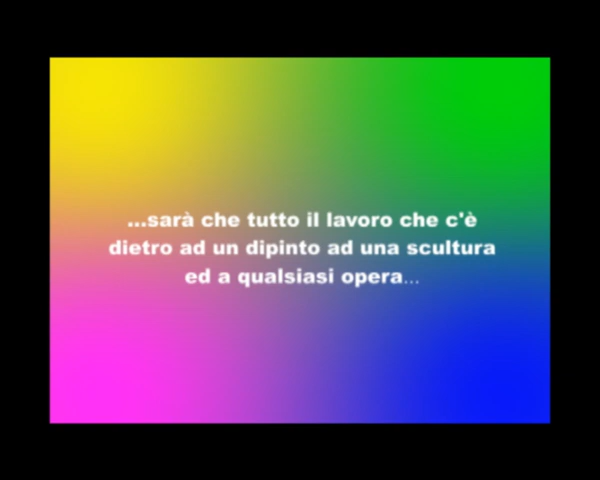 ...sarà che tutto il lavoro che c'è
dietro ad un dipinto ad una scultura
ed a qualsiasi opera...